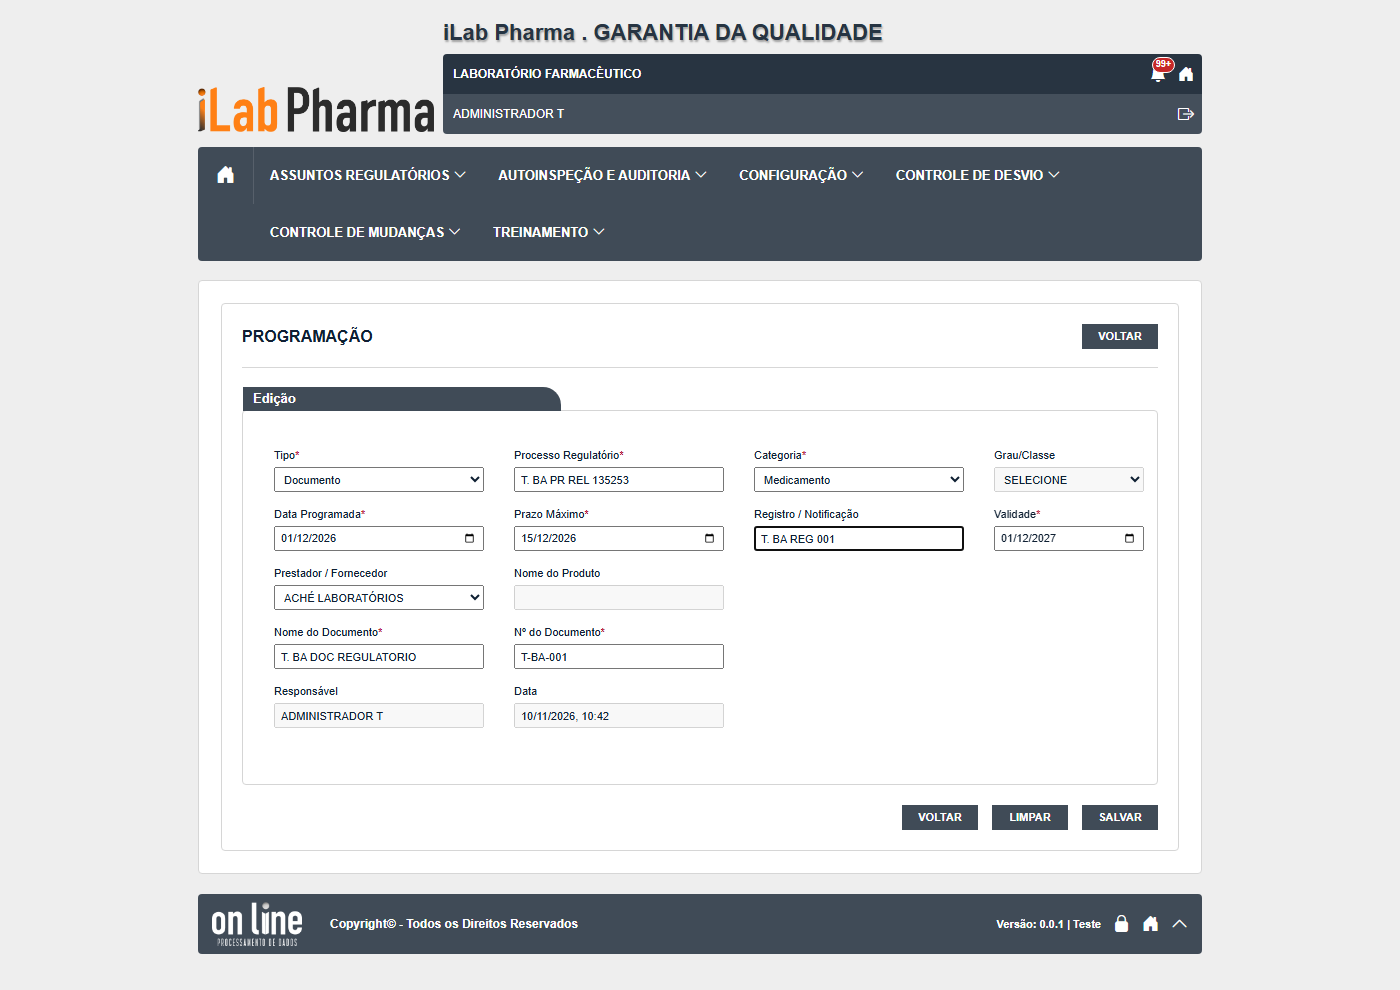 iLab Pharma . GARANTIA DA QUALIDADE
LABORATÓRIO FARMACÊUTICO
99+
iLab Pharma
ADMINISTRADOR T
ASSUNTOS REGULATÓRIOS
AUTOINSPEÇÃO E AUDITORIA
CONFIGURAÇÃO
CONTROLE DE DESVIO
CONTROLE DE MUDANÇAS
TREINAMENTO
PROGRAMAÇÃO
VOLTAR
Edição
Tipo*
Processo Regulatório*
Categoria*
Grau/Classe
Documento
T. BA PR REL 135253
Medicamento
SELECIONE
Data Programada*
Prazo Máximo*
Registro / Notificação
Validade*
01/12/2026
15/12/2026
T. BA REG 001
01/12/2027
Prestador / Fornecedor
Nome do Produto
ACHÉ LABORATÓRIOS
Nome do Documento*
Nº do Documento*
T. BA DOC REGULATORIO
T-BA-001
Responsável
Data
ADMINISTRADOR T
10/11/2026, 10:42
VOLTAR
LIMPAR
SALVAR
on line
PROCESSAMENTO DE DADOS
Copyright© - Todos os Direitos Reservados
Versão: 0.0.1 | Teste